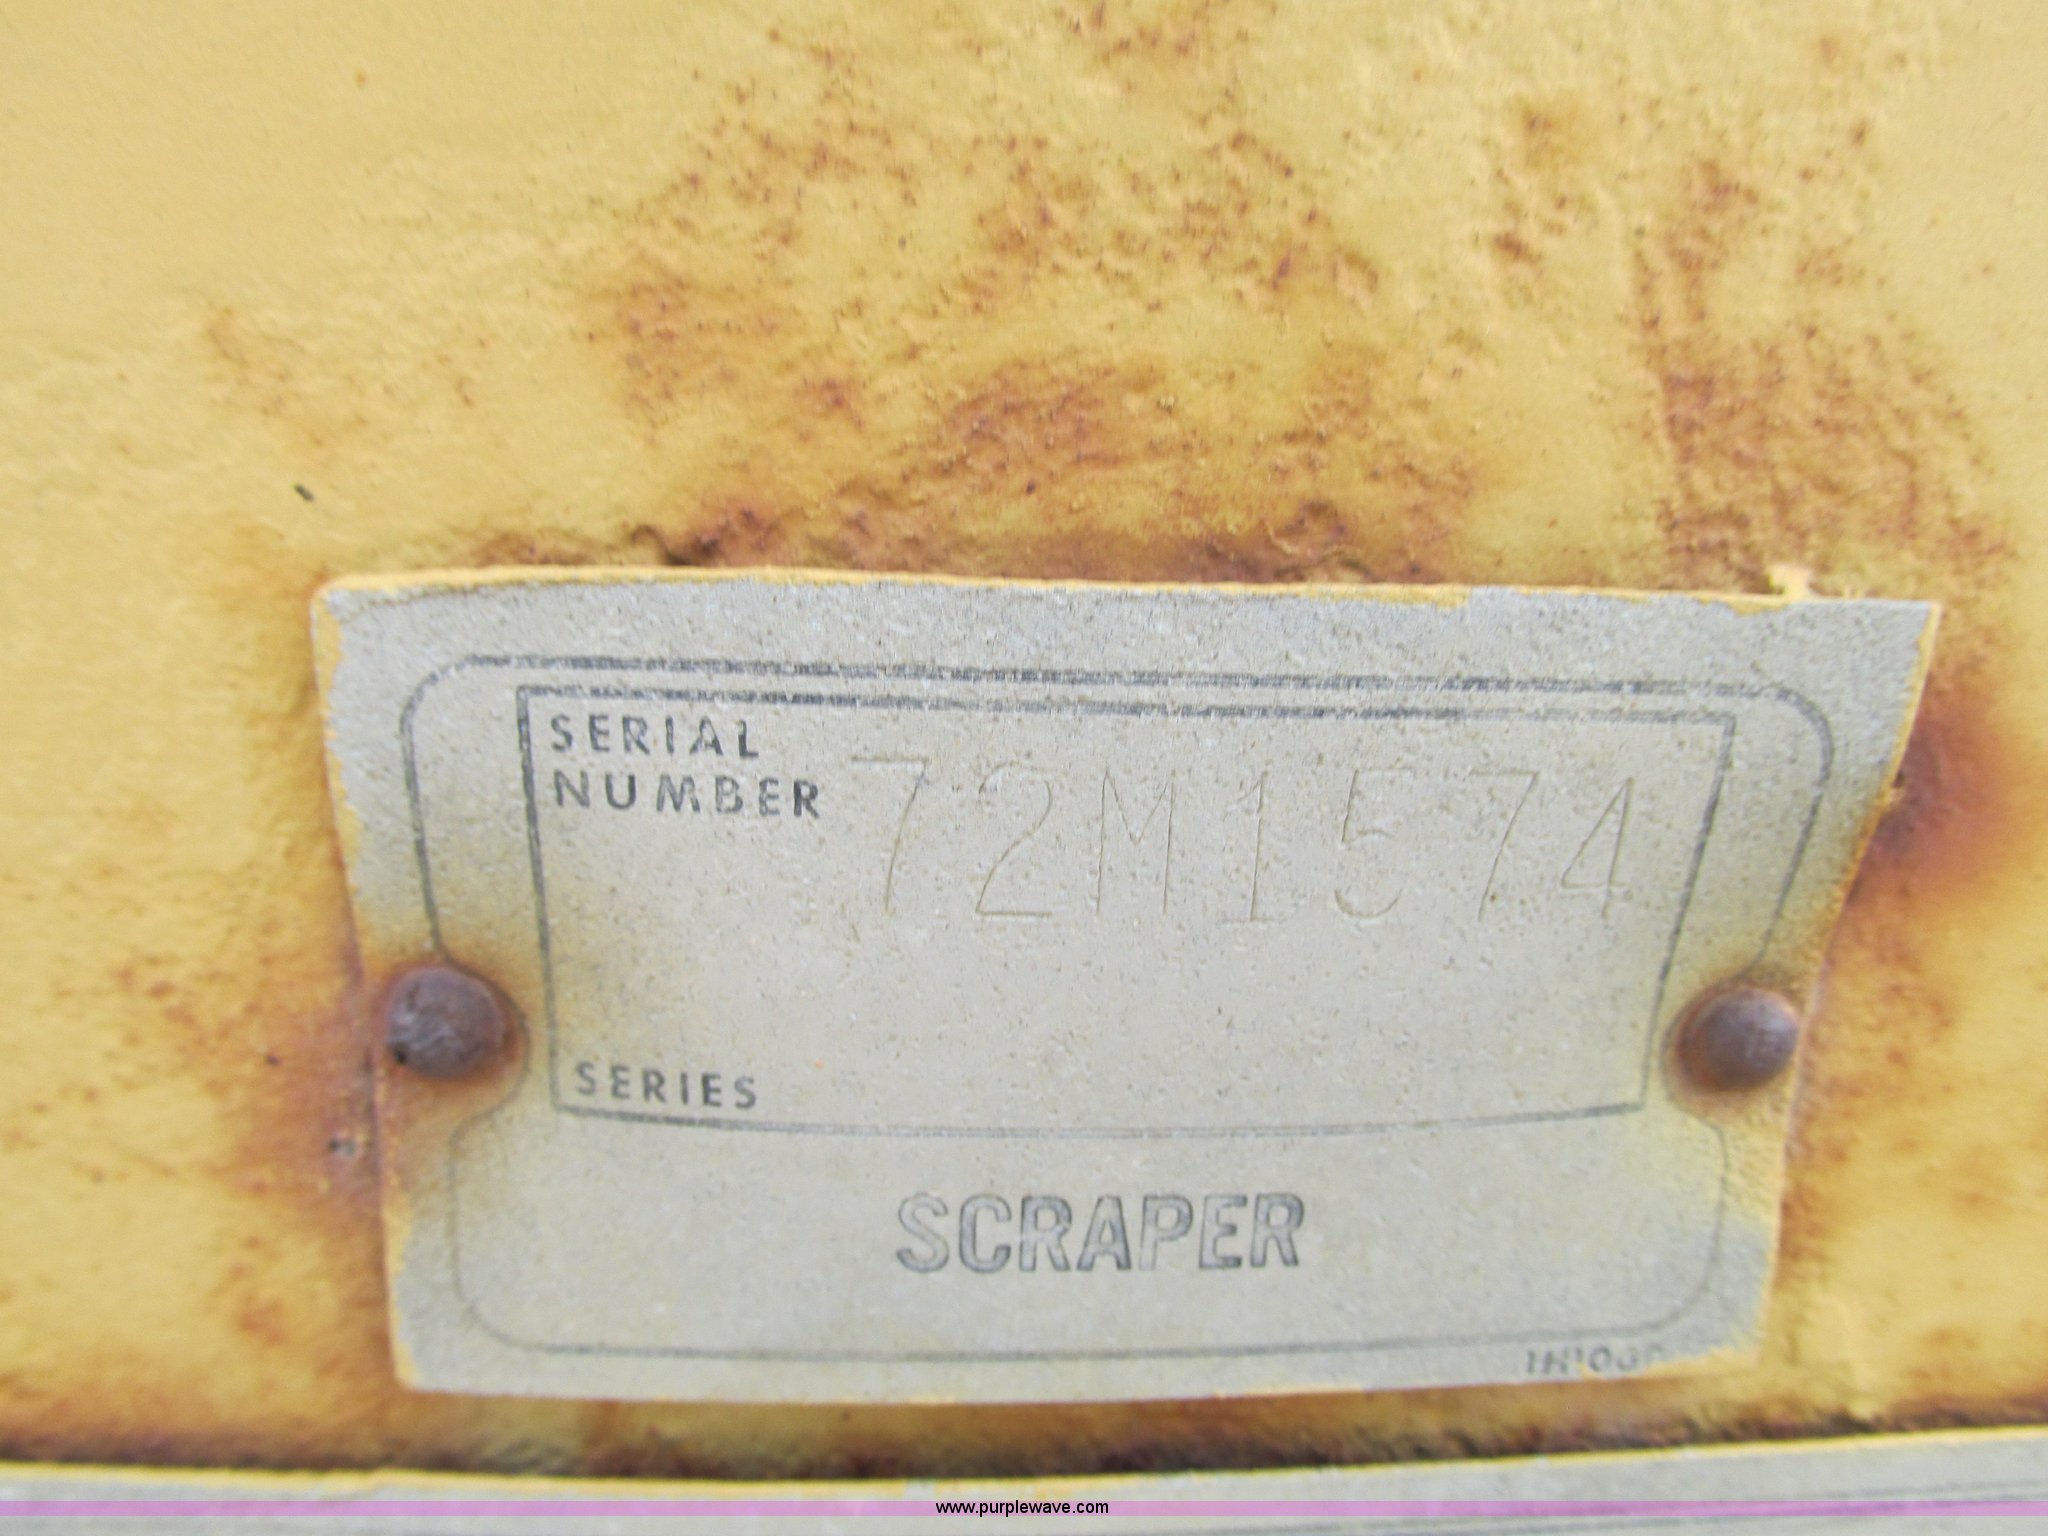 SERIAL
NUMBER 72M1574
SERIES
SCRAPER
www.purplewave.com